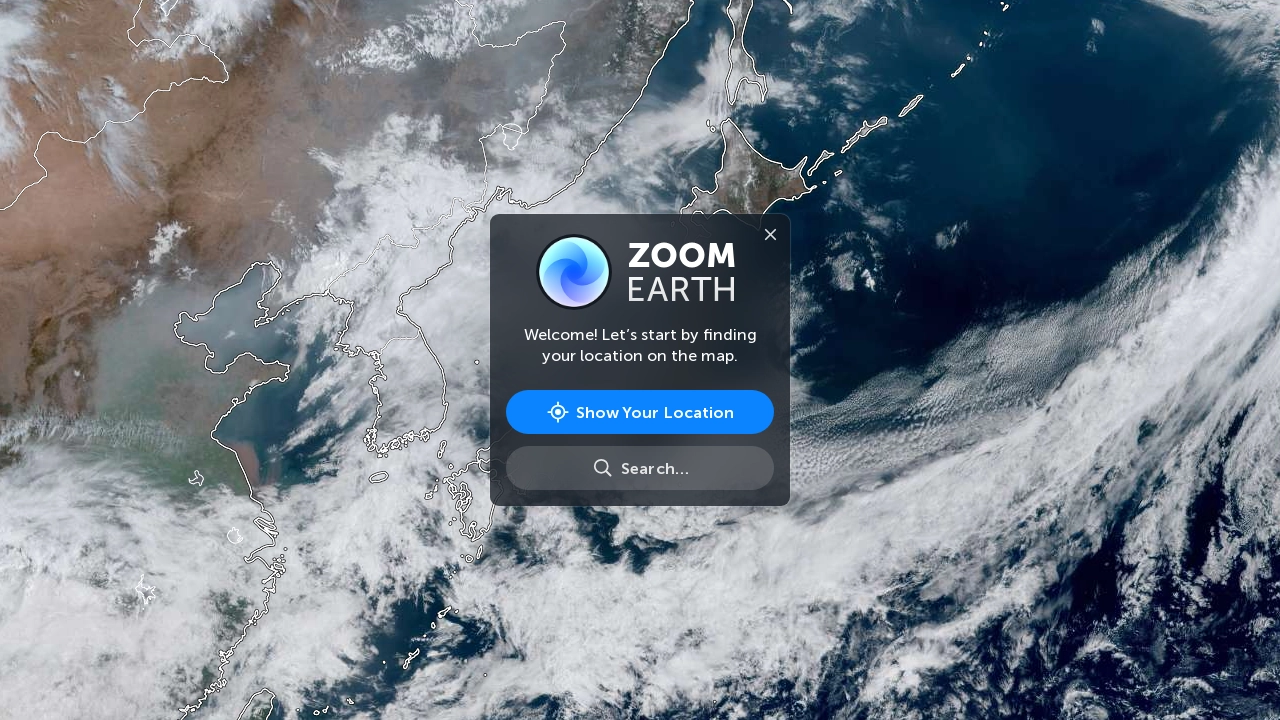 ZOOM
EARTH
Welcome! Let’s start by finding
your location on the map.
Show Your Location
Search…